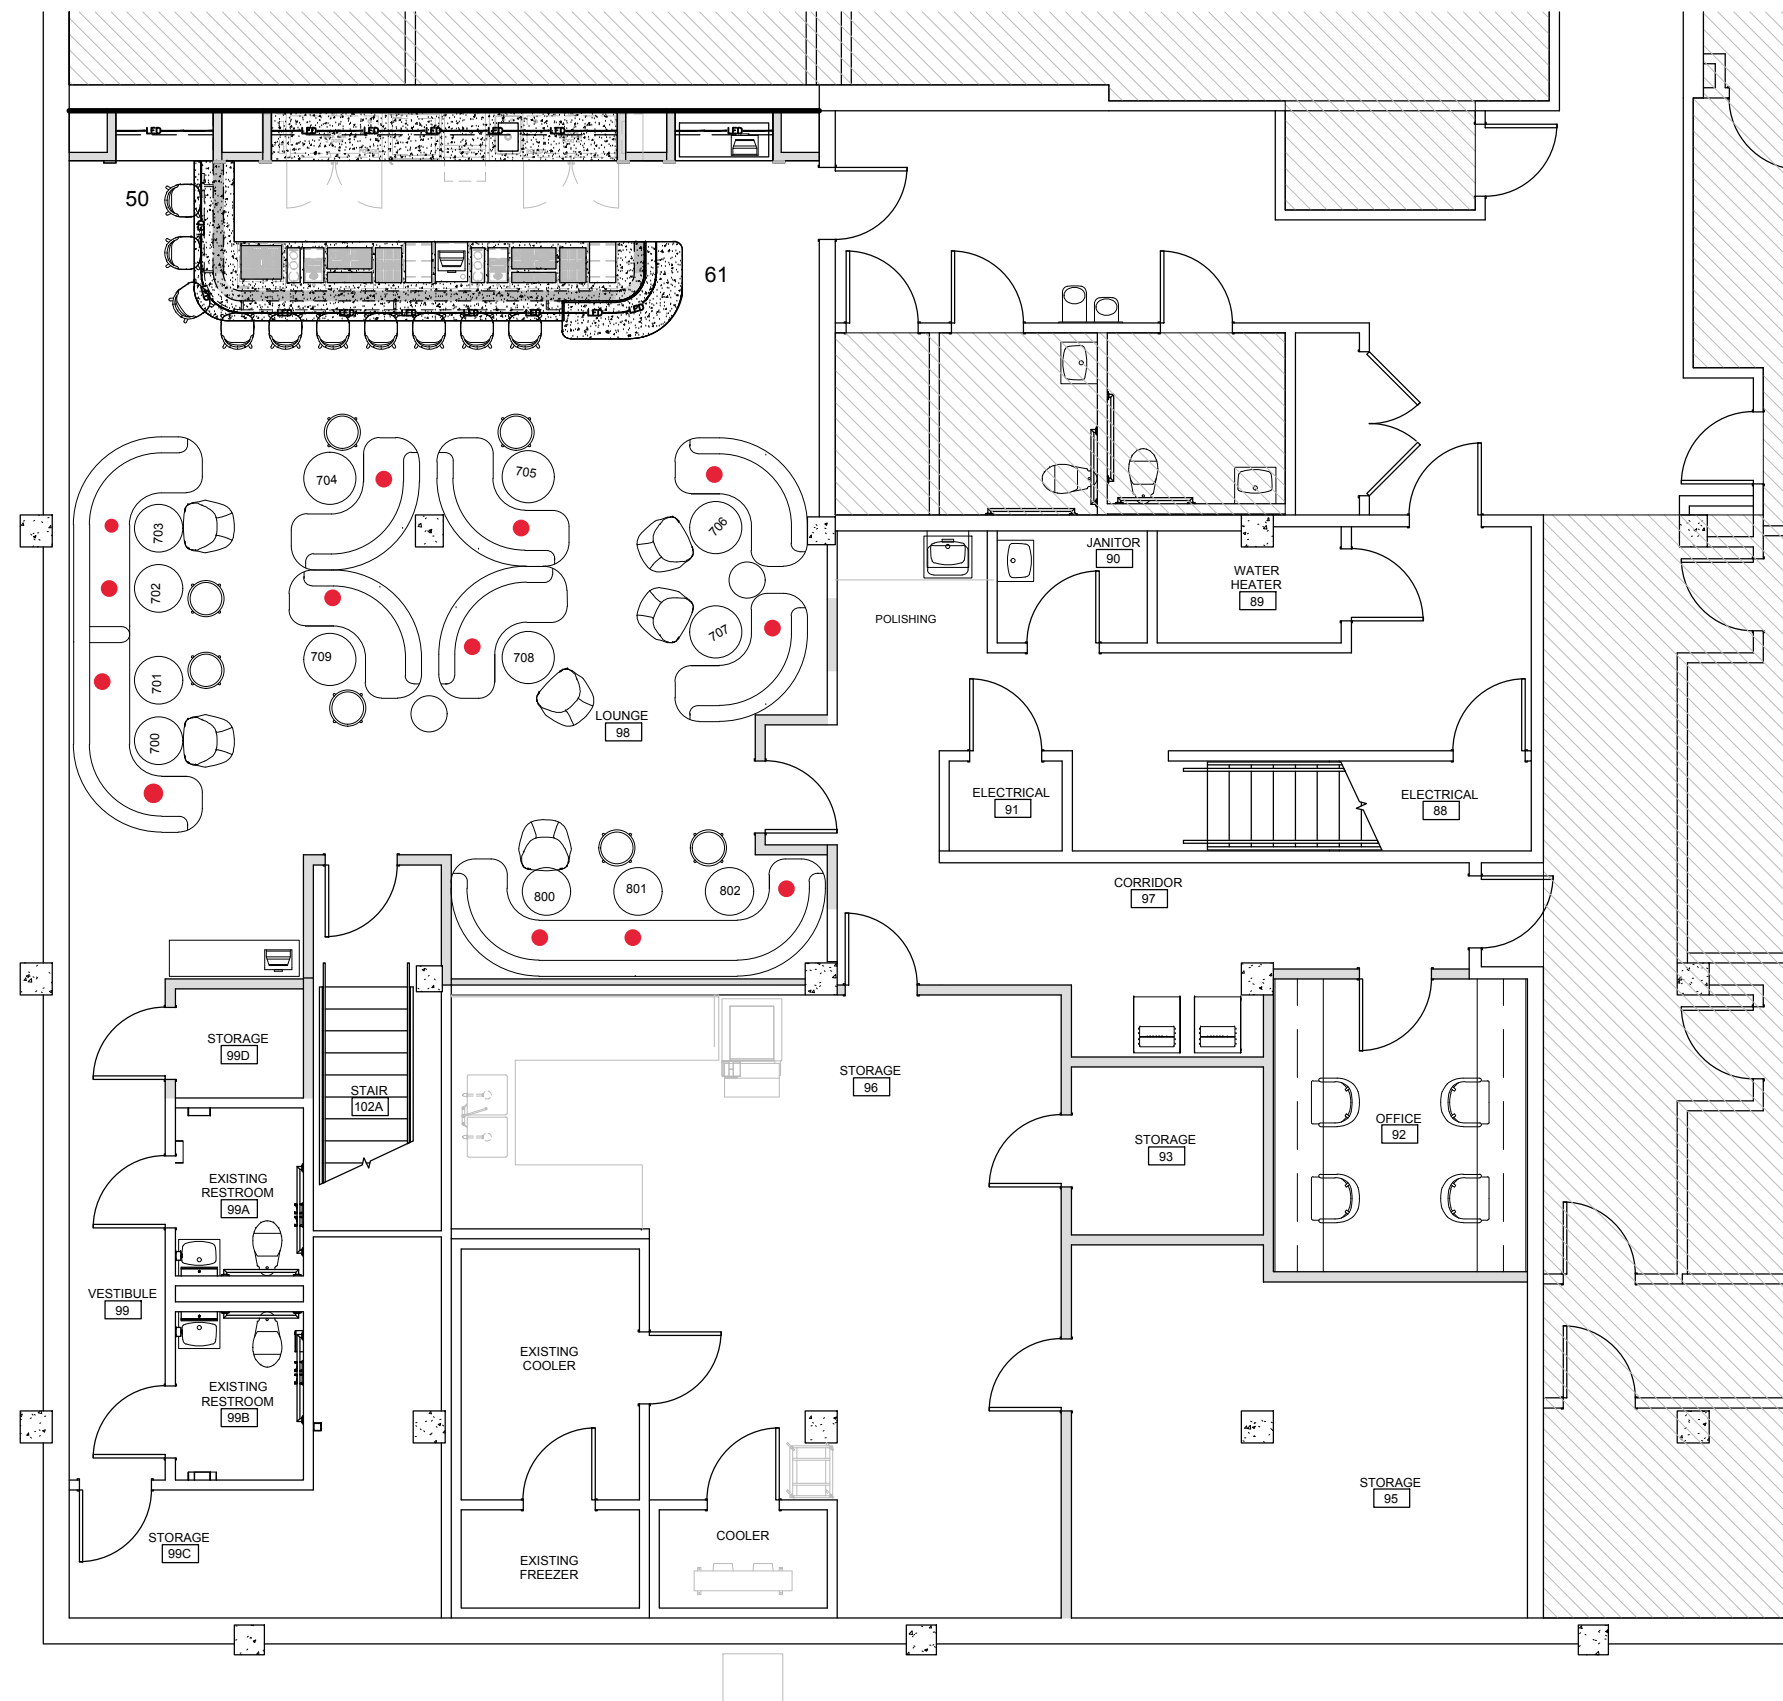 LED
LED
LED
LED
LED
LED
LED
50
LED
61
LED
LED
LED
LED
LED
LED
704
705
703
706
702
709
708
707
701
700
LOUNGE
98
JANITOR
90
WATER
HEATER
89
POLISHING
ELECTRICAL
91
ELECTRICAL
88
CORRIDOR
97
800
801
802
STORAGE
99D
STAIR
102A
STORAGE
96
STORAGE
93
OFFICE
92
EXISTING
RESTROOM
99A
VESTIBULE
99
EXISTING
RESTROOM
99B
EXISTING
COOLER
STORAGE
95
STORAGE
99C
EXISTING
FREEZER
COOLER